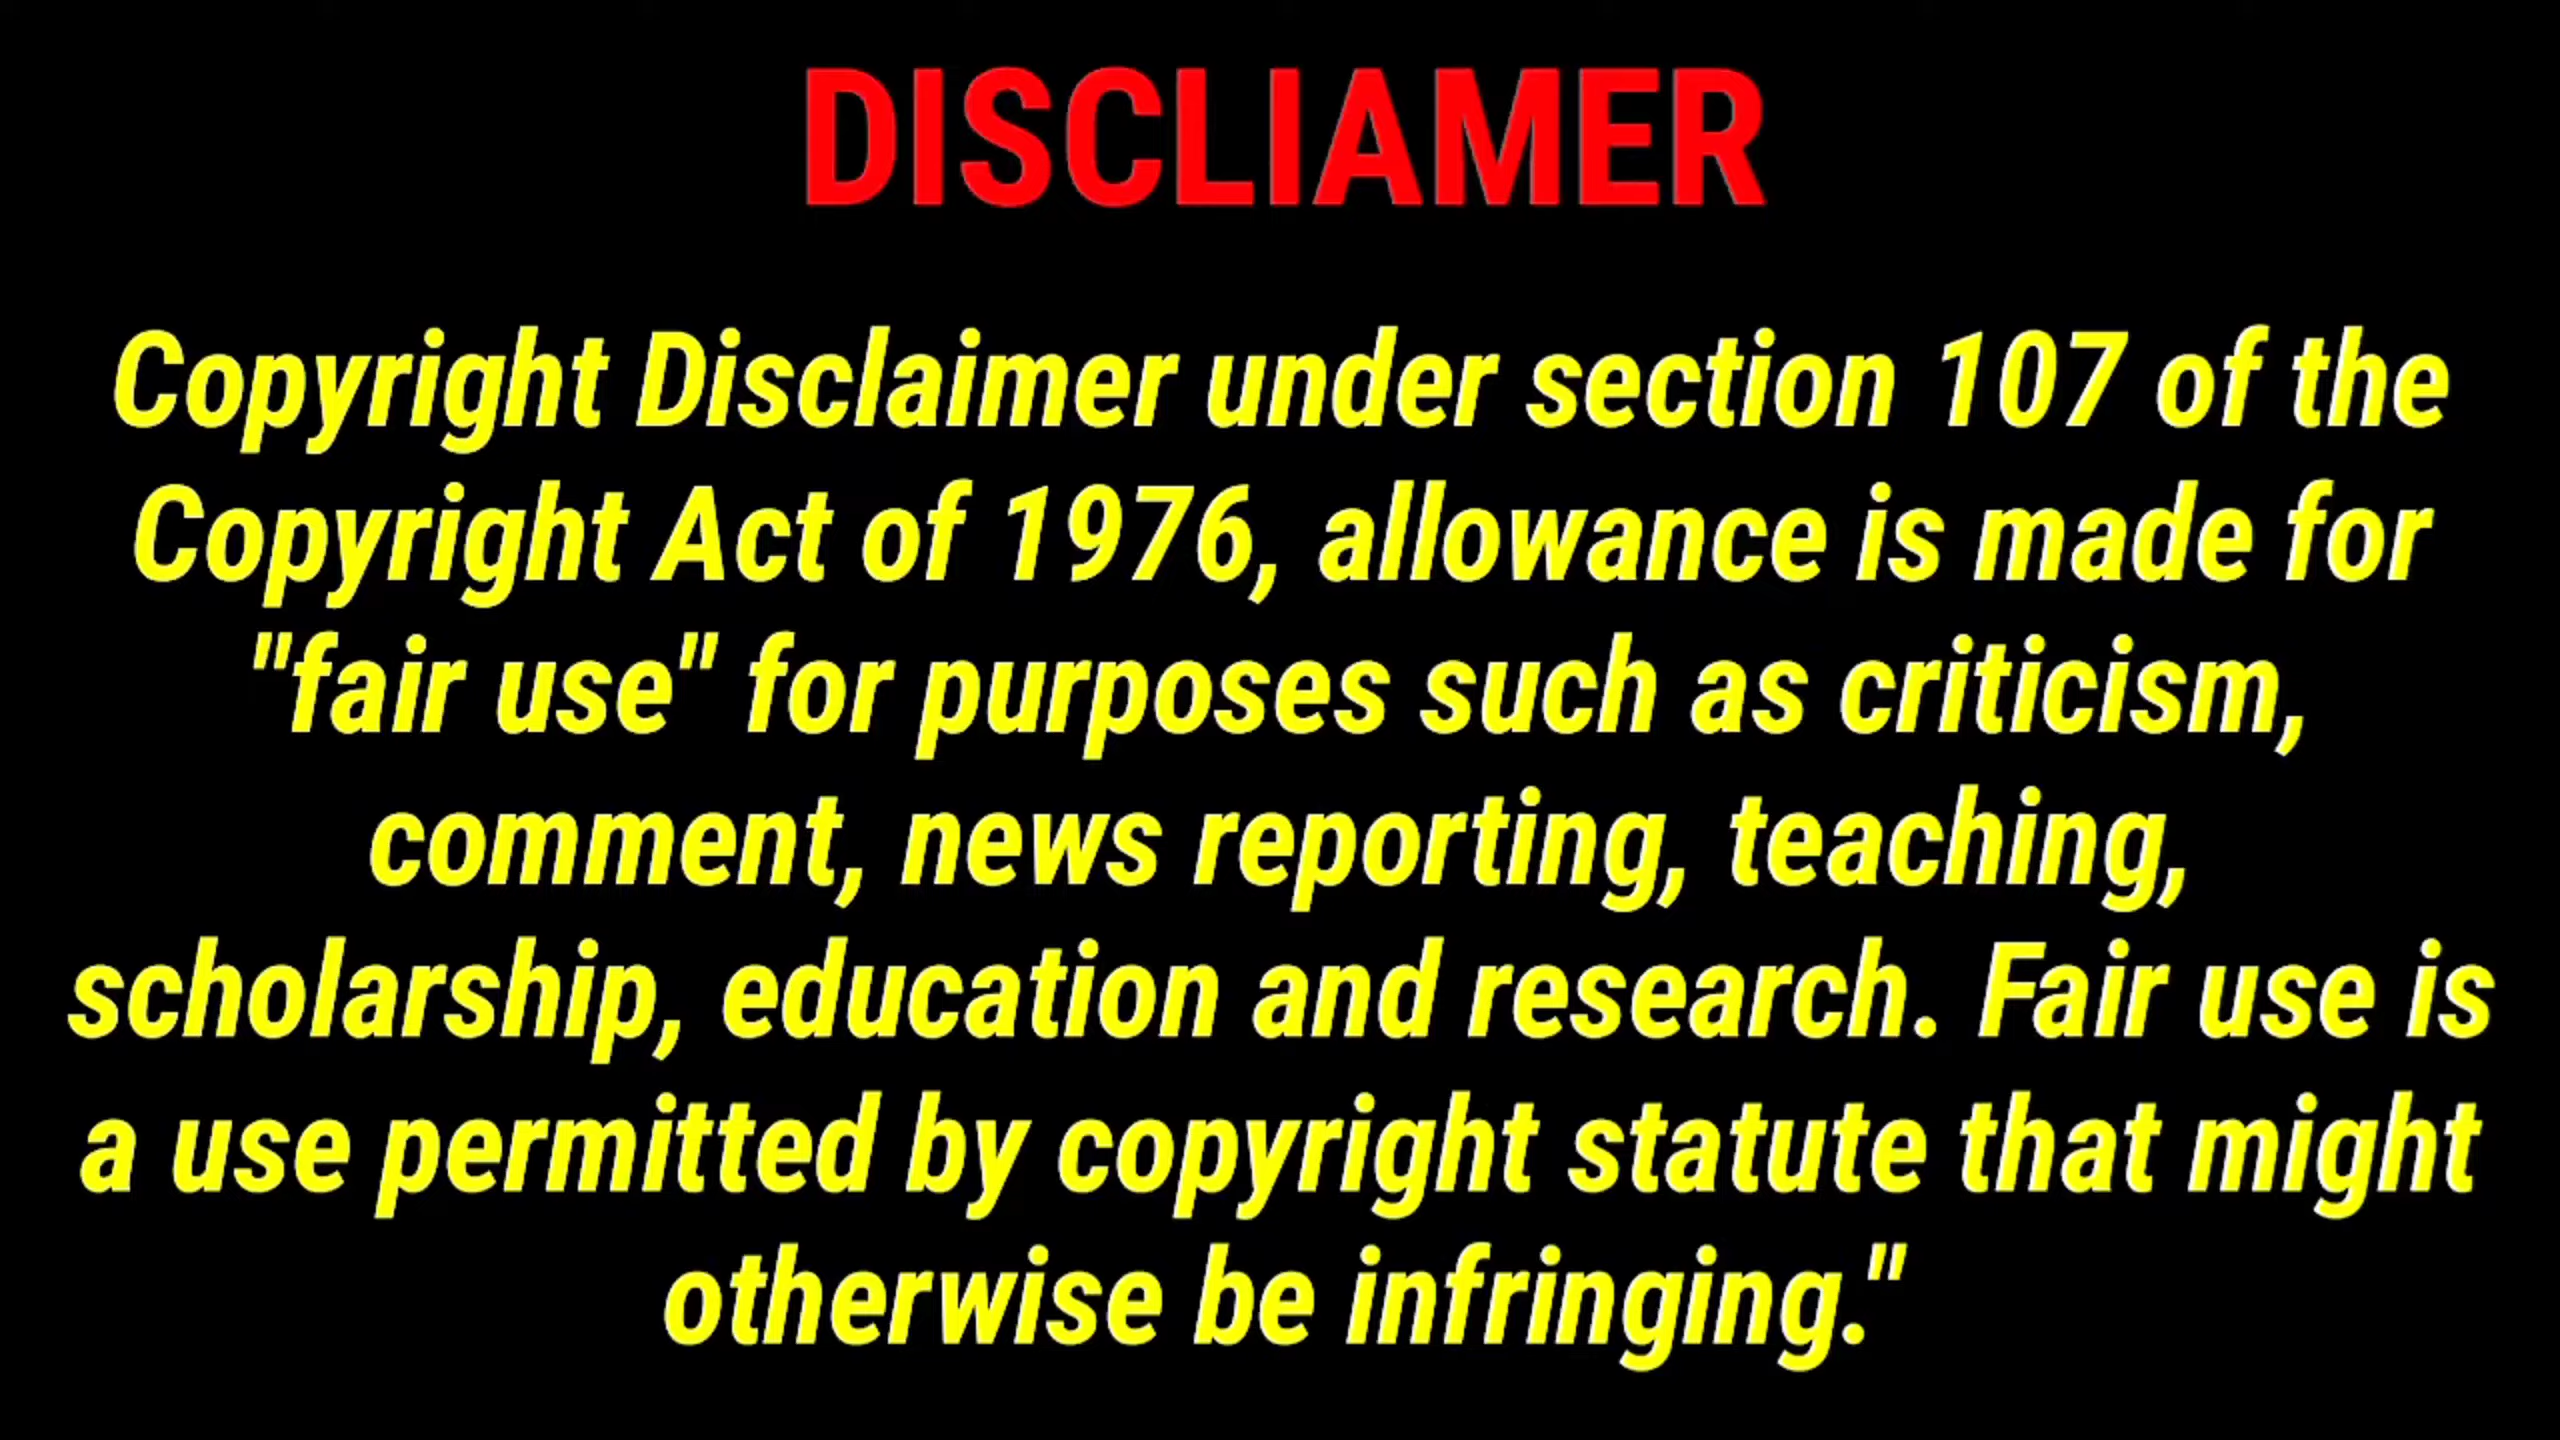 DISCLIAMER
Copyright Disclaimer under section 107 of the
Copyright Act of 1976, allowance is made for
"fair use" for purposes such as criticism,
comment, news reporting, teaching,
scholarship, education and research. Fair use is
a use permitted by copyright statute that might
otherwise be infringing."